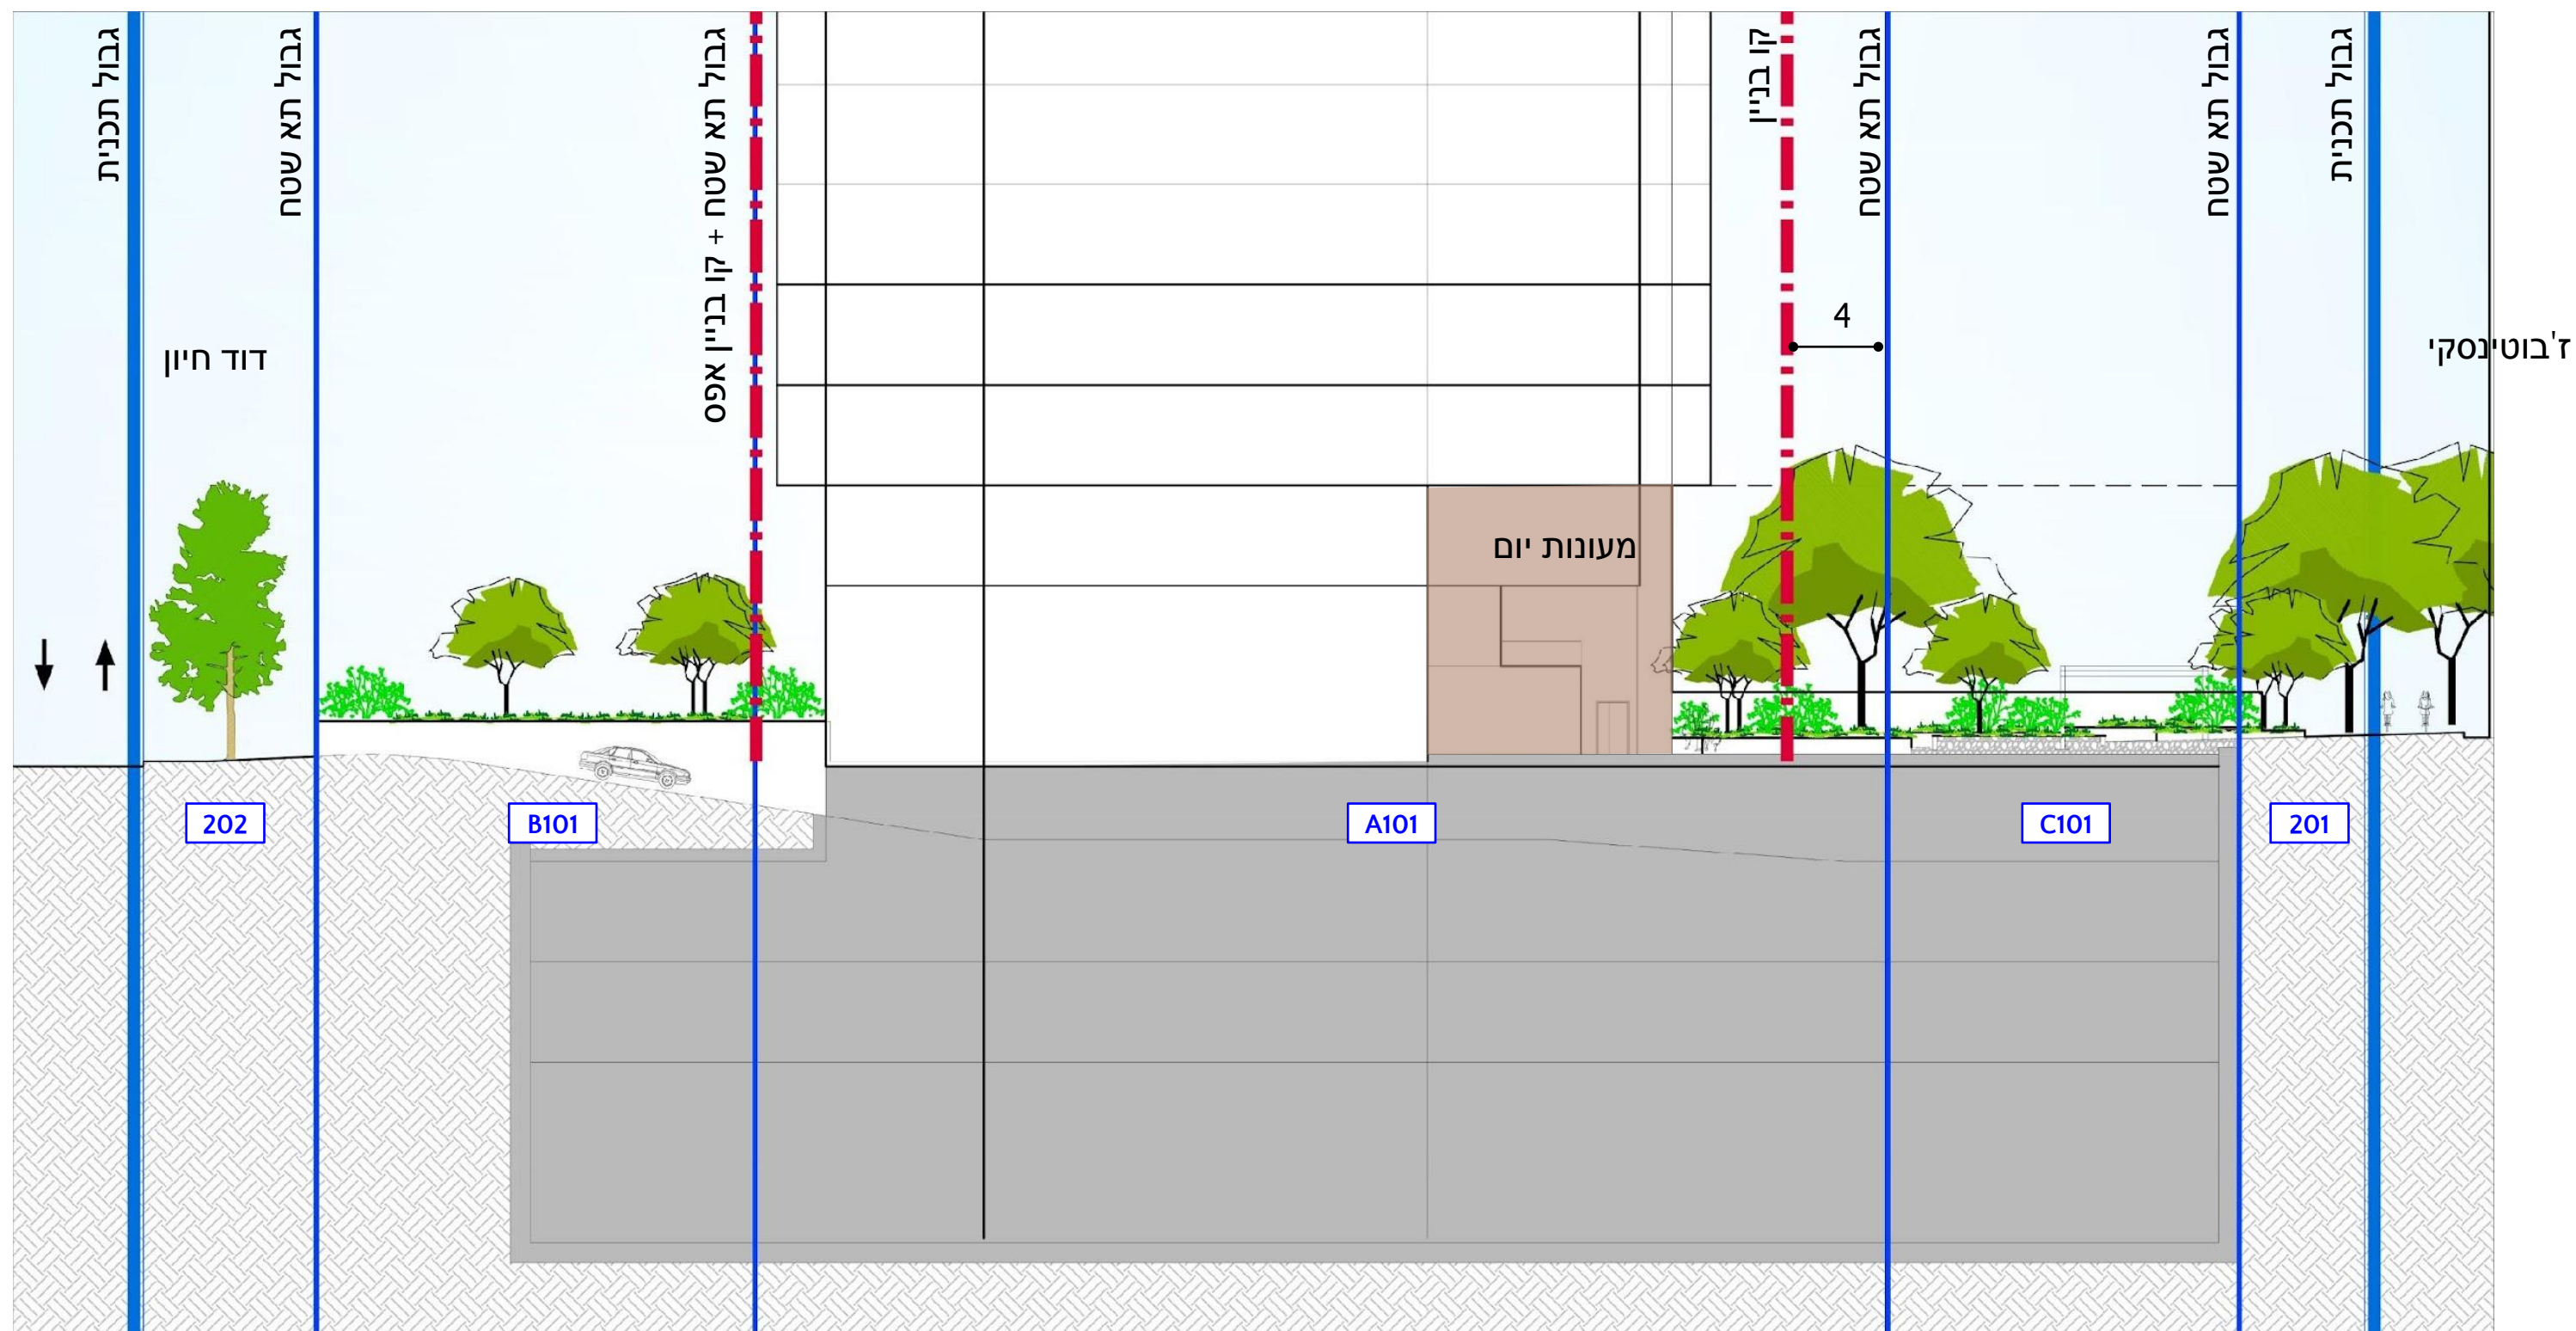 גבול תכנית
גבול תא שטח
גבול תא שטח
קו בניין
גבול תא שטח + קו בניין אפס
גבול תא שטח
גבול תכנית
4
ז'בוטינסקי
דוד חיון
מעונות יום
201
C101
A101
B101
202